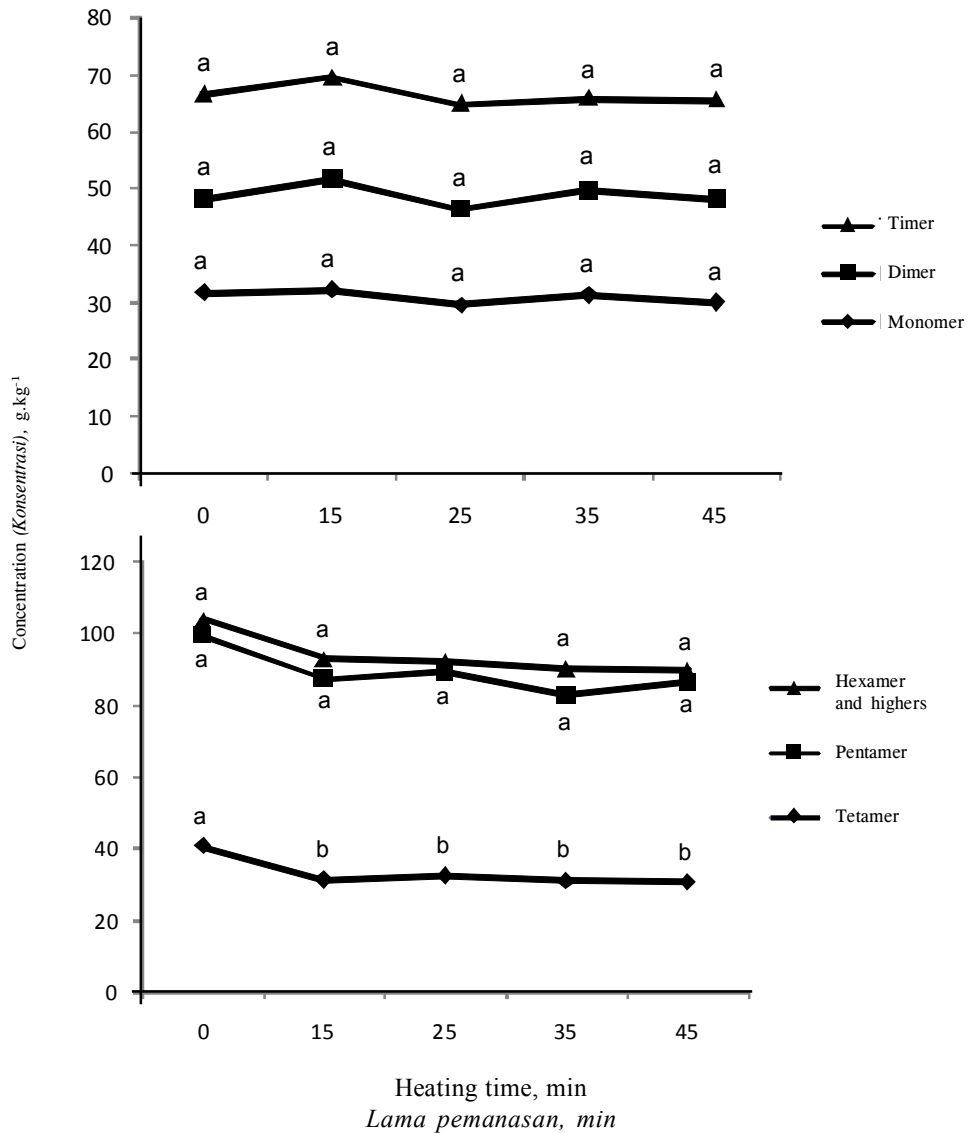 80
70
60
50
40
30
20
10
0
a a a a a
a a a a a
a a a a a
0 15 25 35 45
Timer
Dimer
Monomer
Concentration (Konsentrasi), g.kg⁻¹
120
100
80
60
40
20
0
a a a a
a a a a a
a b b b b
0 15 25 35 45
Hexamer
and highers
Pentamer
Tetamer
Heating time, min
Lama pemanasan, min